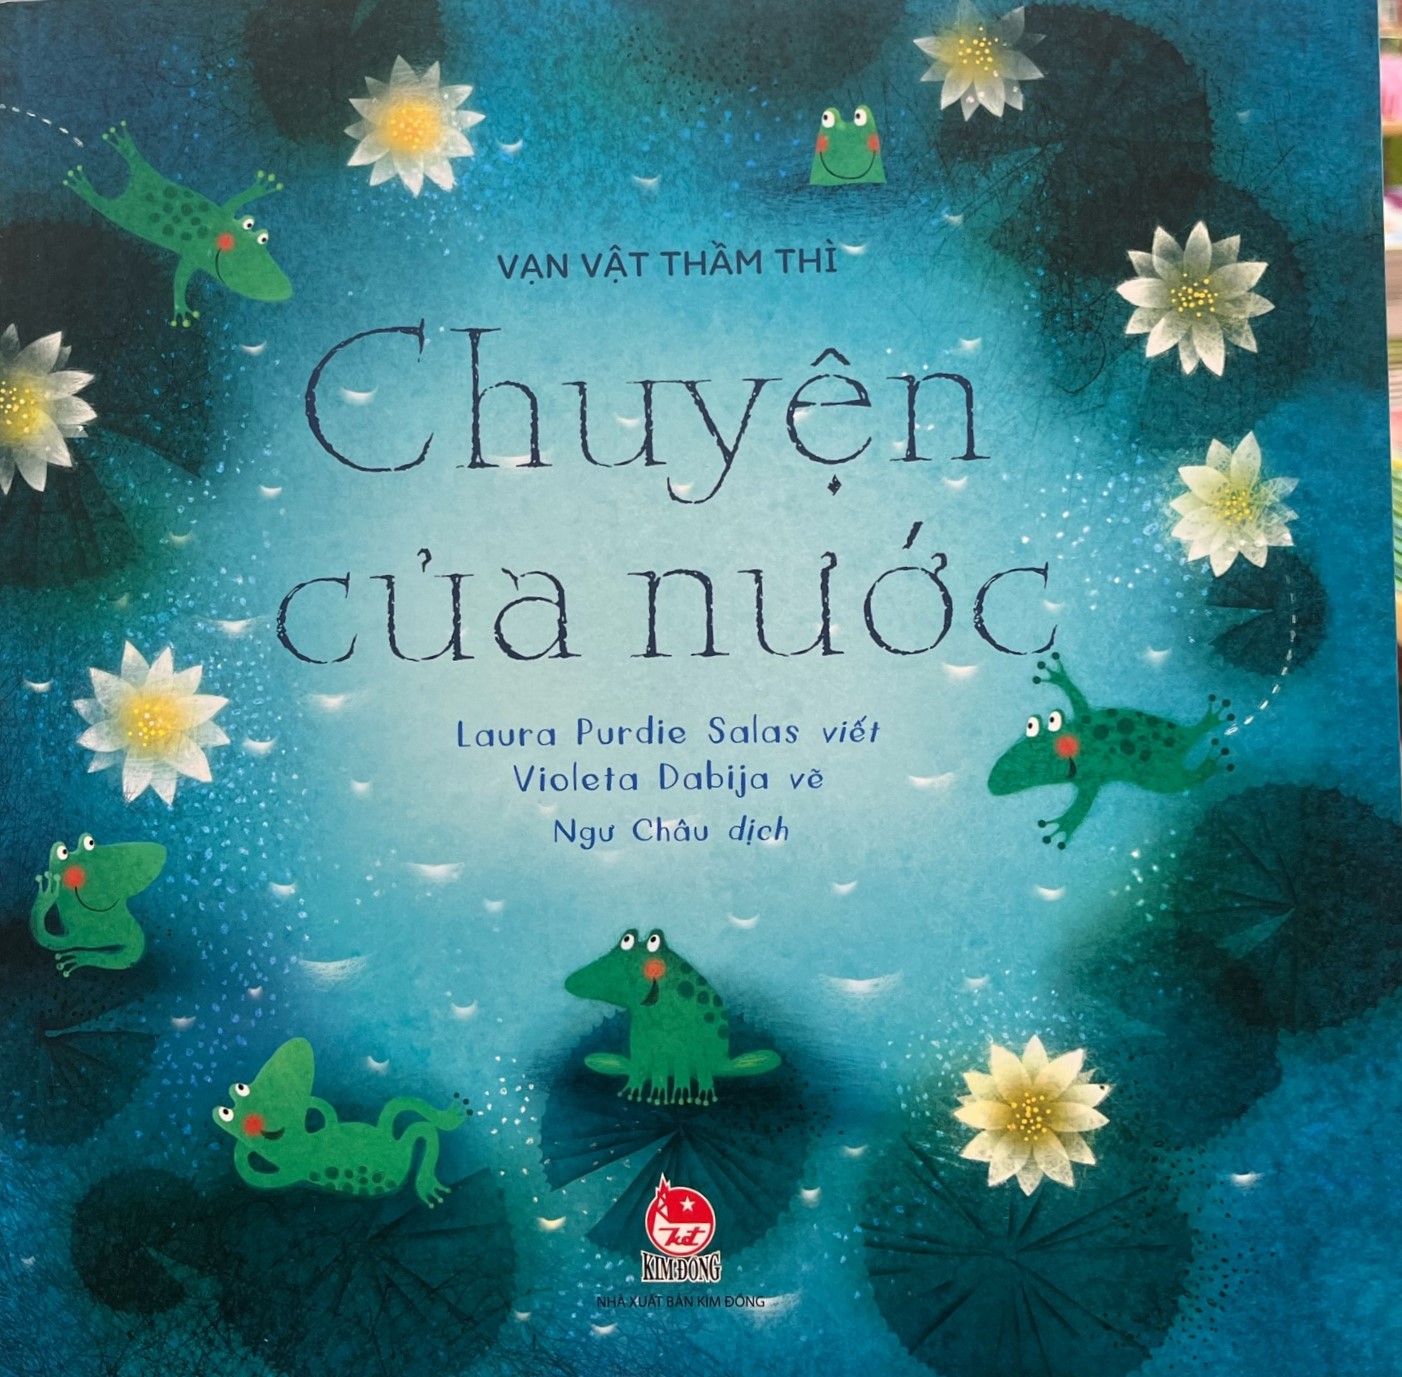 VẠN VẬT THẦM THÌ
Chuyện
của nước
Laura Purdie Salas viết
Violeta Dabija vẽ
Ngư Châu dịch
Kđ
KIM ĐỒNG
NHÀ XUẤT BẢN KIM ĐỒNG